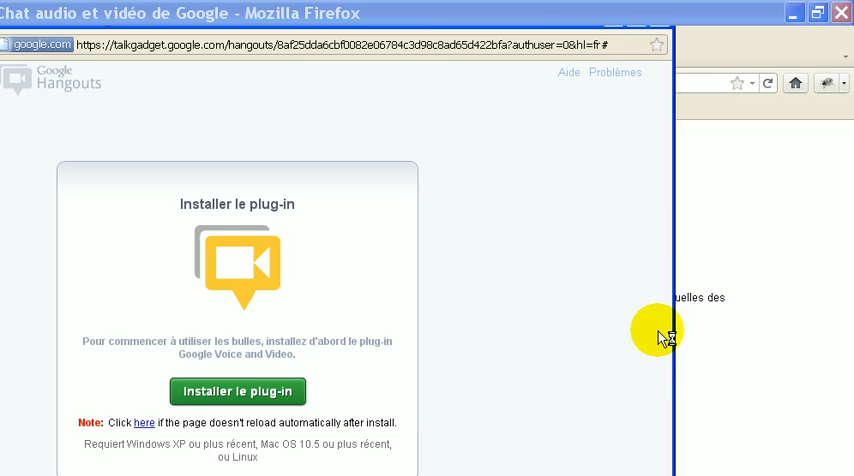 Chat audio et vidéo de Google - Mozilla Firefox
google.com https://talkgadget.google.com/hangouts/8af25dda6cbf0082e06784c3d98c8ad65d422bfa?authuser=0&hl=fr#
Google
Hangouts
Aide Problèmes
Installer le plug-in
uelles des
Pour commencer à utiliser les bulles, installez d'abord le plug-in
Google Voice and Video.
Installer le plug-in
Note: Click here if the page doesn't reload automatically after install.
Requiert Windows XP ou plus récent, Mac OS 10.5 ou plus récent,
ou Linux